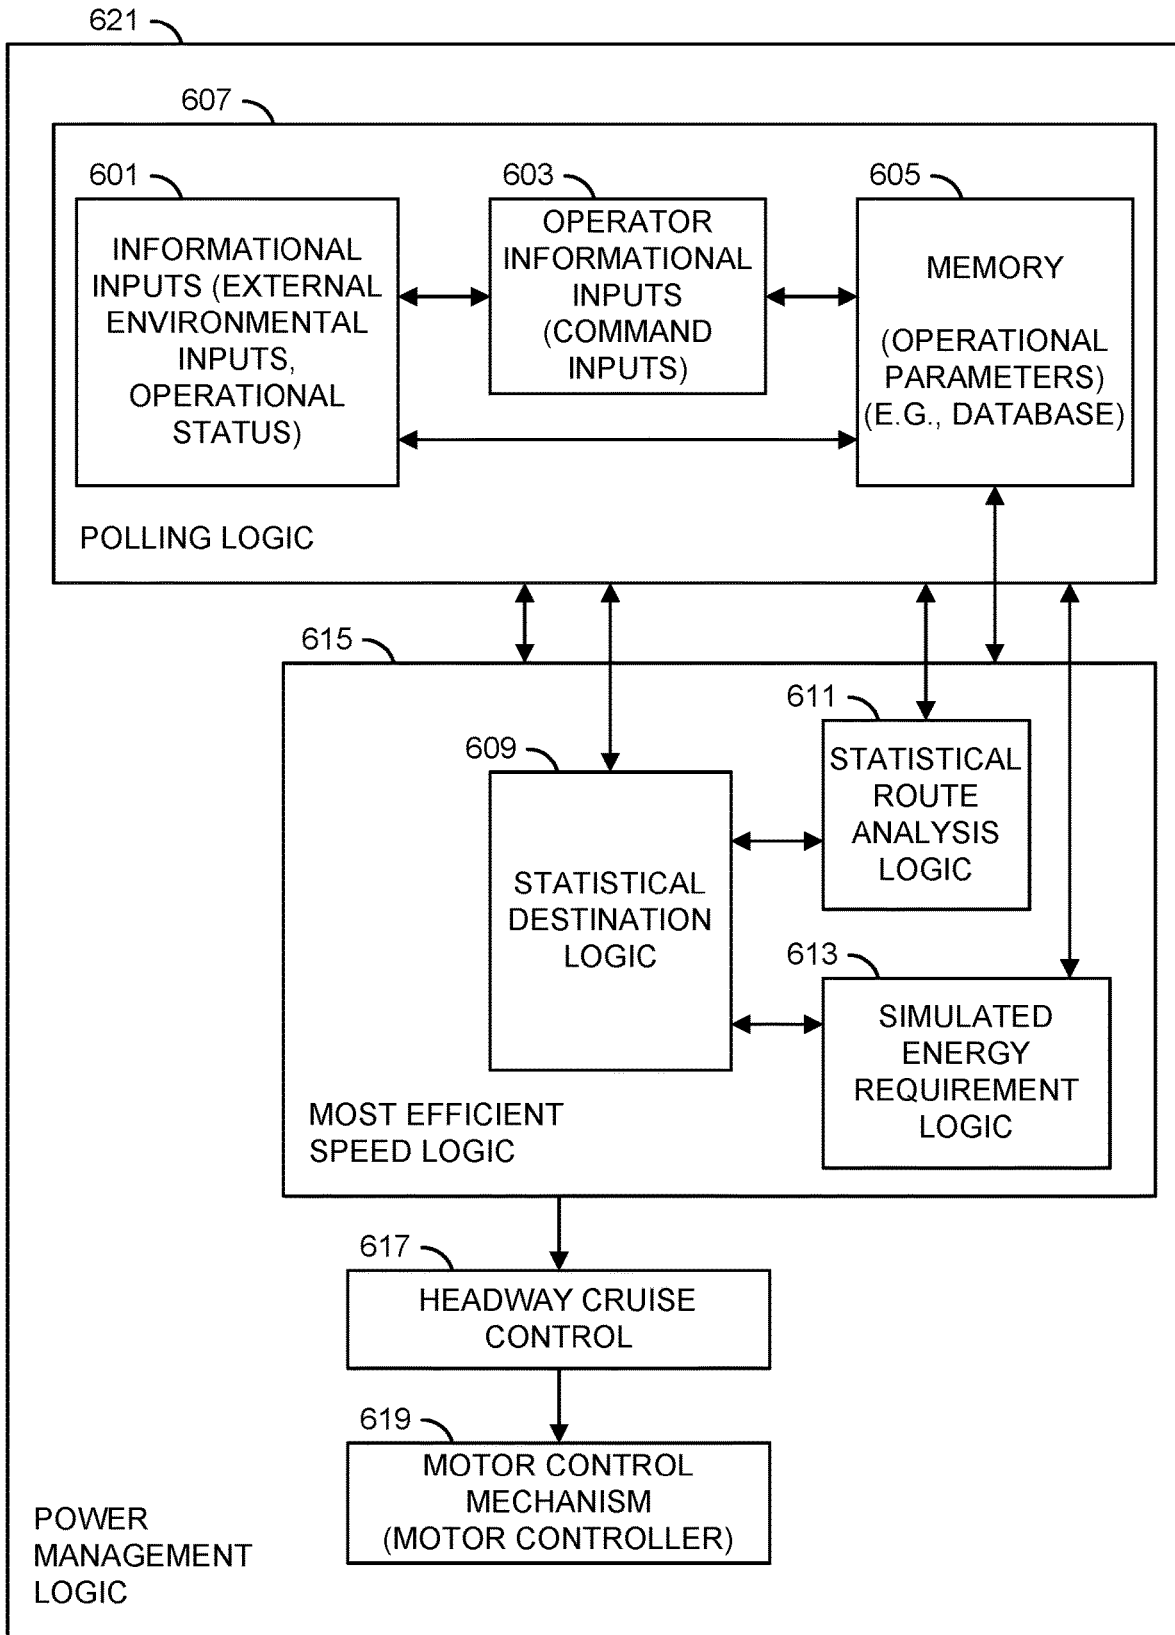 621
607
601
INFORMATIONAL
INPUTS (EXTERNAL
ENVIRONMENTAL
INPUTS,
OPERATIONAL
STATUS)
603
OPERATOR
INFORMATIONAL
INPUTS
(COMMAND
INPUTS)
605
MEMORY
(OPERATIONAL
PARAMETERS)
(E.G., DATABASE)
POLLING LOGIC
615
609
STATISTICAL
DESTINATION
LOGIC
611
STATISTICAL
ROUTE
ANALYSIS
LOGIC
613
SIMULATED
ENERGY
REQUIREMENT
LOGIC
MOST EFFICIENT
SPEED LOGIC
617
HEADWAY CRUISE
CONTROL
619
MOTOR CONTROL
MECHANISM
(MOTOR CONTROLLER)
POWER
MANAGEMENT
LOGIC